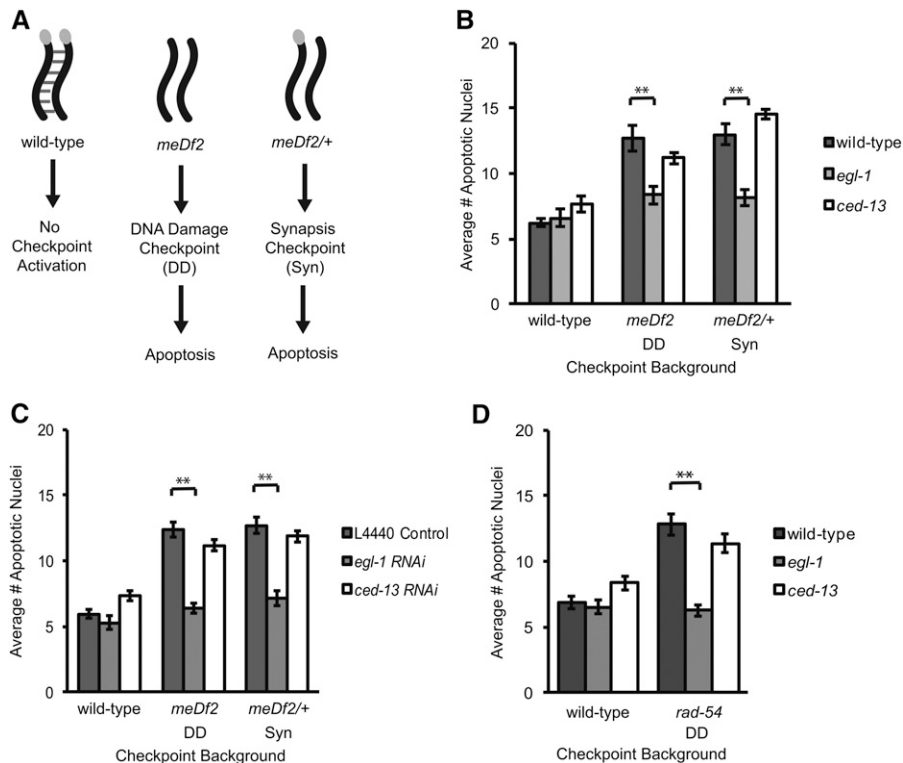 A
wild-type
meDf2
meDf2/+
No
Checkpoint
Activation
DNA Damage
Checkpoint
(DD)
Synapsis
Checkpoint
(Syn)
Apoptosis
Apoptosis
B
Average # Apoptotic Nuclei
20
15
10
5
0
**
**
wild-type
egl-1
ced-13
wild-type
meDf2
meDf2/+
DD
Syn
Checkpoint Background
C
Average # Apoptotic Nuclei
20
15
10
5
0
**
**
L4440 Control
egl-1 RNAi
ced-13 RNAi
wild-type
meDf2
meDf2/+
DD
Syn
Checkpoint Background
D
Average # Apoptotic Nuclei
20
15
10
5
0
**
wild-type
egl-1
ced-13
wild-type
rad-54
DD
Checkpoint Background